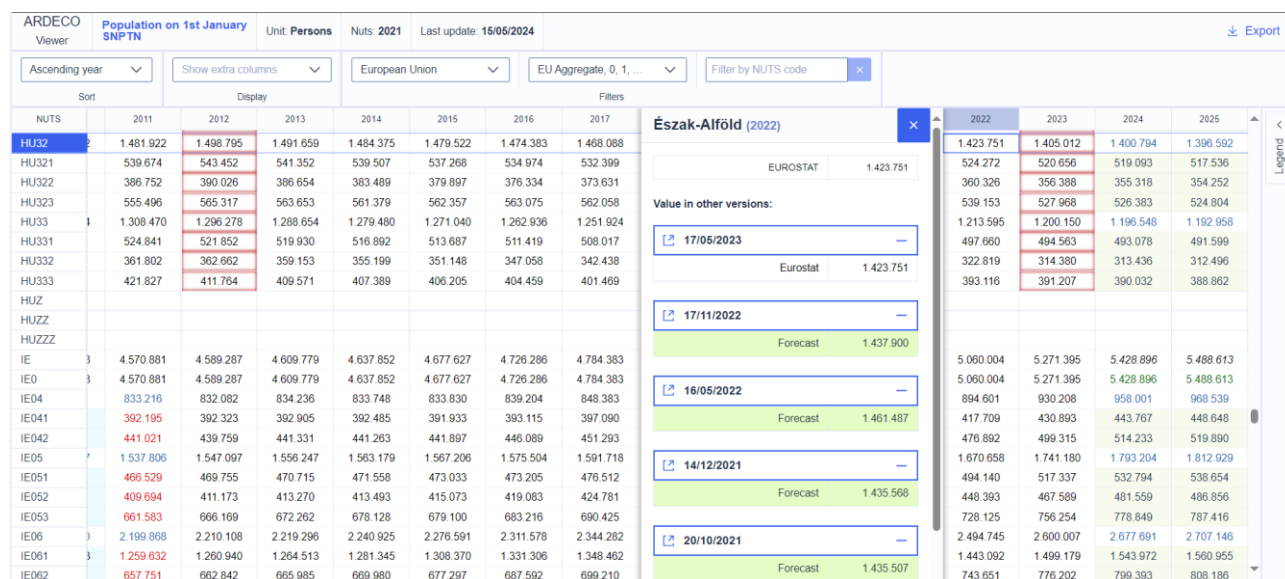 ARDECO
Viewer
Population on 1st January
SNPTN
Unit: Persons
Nuts: 2021
Last update: 15/05/2024
Export
Ascending year
Show extra columns
European Union
EU Aggregate, 0, 1, ...
Filter by NUTS code
Sort
Display
Filters
NUTS 2011 2012 2013 2014 2015 2016 2017
HU32 1.481.922 1.498.795 1.491.659 1.484.375 1.479.522 1.474.383 1.468.088
HU321 539.674 543.452 541.352 539.507 537.268 534.974 532.399
HU322 386.752 390.026 386.654 383.489 379.897 376.334 373.631
HU323 555.496 565.317 563.653 561.379 562.357 563.075 562.058
HU33 1.308.470 1.296.278 1.288.654 1.279.480 1.271.040 1.262.936 1.251.924
HU331 524.841 521.852 519.930 516.892 513.687 511.419 508.017
HU332 361.802 362.662 359.153 355.199 351.148 347.058 342.438
HU333 421.827 411.764 409.571 407.389 406.205 404.459 401.469
HUZ
HUZZ
HUZZZ
IE 4.570.881 4.589.287 4.609.779 4.637.852 4.677.627 4.726.286 4.784.383
IE0 4.570.881 4.589.287 4.609.779 4.637.852 4.677.627 4.726.286 4.784.383
IE04 833.216 832.082 834.236 833.748 833.830 839.204 848.383
IE041 392.195 392.323 392.905 392.485 391.933 393.115 397.090
IE042 441.021 439.759 441.331 441.263 441.897 446.089 451.293
IE05 1.537.806 1.547.097 1.556.247 1.563.179 1.567.206 1.575.504 1.591.718
IE051 466.529 469.755 470.715 471.558 473.033 473.205 476.512
IE052 409.694 411.173 413.270 413.493 415.073 419.083 424.781
IE053 661.583 666.169 672.262 678.128 679.100 683.216 690.425
IE06 2.199.868 2.210.108 2.219.296 2.240.925 2.276.591 2.311.578 2.344.282
IE061 1.259.632 1.260.940 1.264.513 1.281.345 1.308.370 1.331.306 1.348.462
IE062 657.751 662.842 665.985 669.980 677.297 687.592 699.210
Észak-Alföld (2022)
EUROSTAT 1.423.751
Value in other versions:
17/05/2023
Eurostat 1.423.751
17/11/2022
Forecast 1.437.900
16/05/2022
Forecast 1.461.487
14/12/2021
Forecast 1.435.568
20/10/2021
Forecast 1.435.507
2022 2023 2024 2025
1.423.751 1.405.012 1.400.794 1.396.592
524.272 520.656 519.093 517.536
360.326 356.388 355.318 354.252
539.153 527.968 526.383 524.804
1.213.595 1.200.150 1.196.548 1.192.958
497.660 494.563 493.078 491.599
322.819 314.380 313.436 312.496
393.116 391.207 390.032 388.862
5.060.004 5.271.395 5.428.896 5.488.613
5.060.004 5.271.395 5.428.896 5.488.613
894.601 930.208 958.001 968.539
417.709 430.893 443.767 448.648
476.892 499.315 514.233 519.890
1.670.658 1.741.180 1.793.204 1.812.929
494.140 517.337 532.794 538.654
448.393 467.589 481.559 486.856
728.125 756.254 778.849 787.416
2.494.745 2.600.007 2.677.691 2.707.146
1.443.092 1.499.179 1.543.972 1.560.955
743.651 776.202 799.393 808.186
Legend